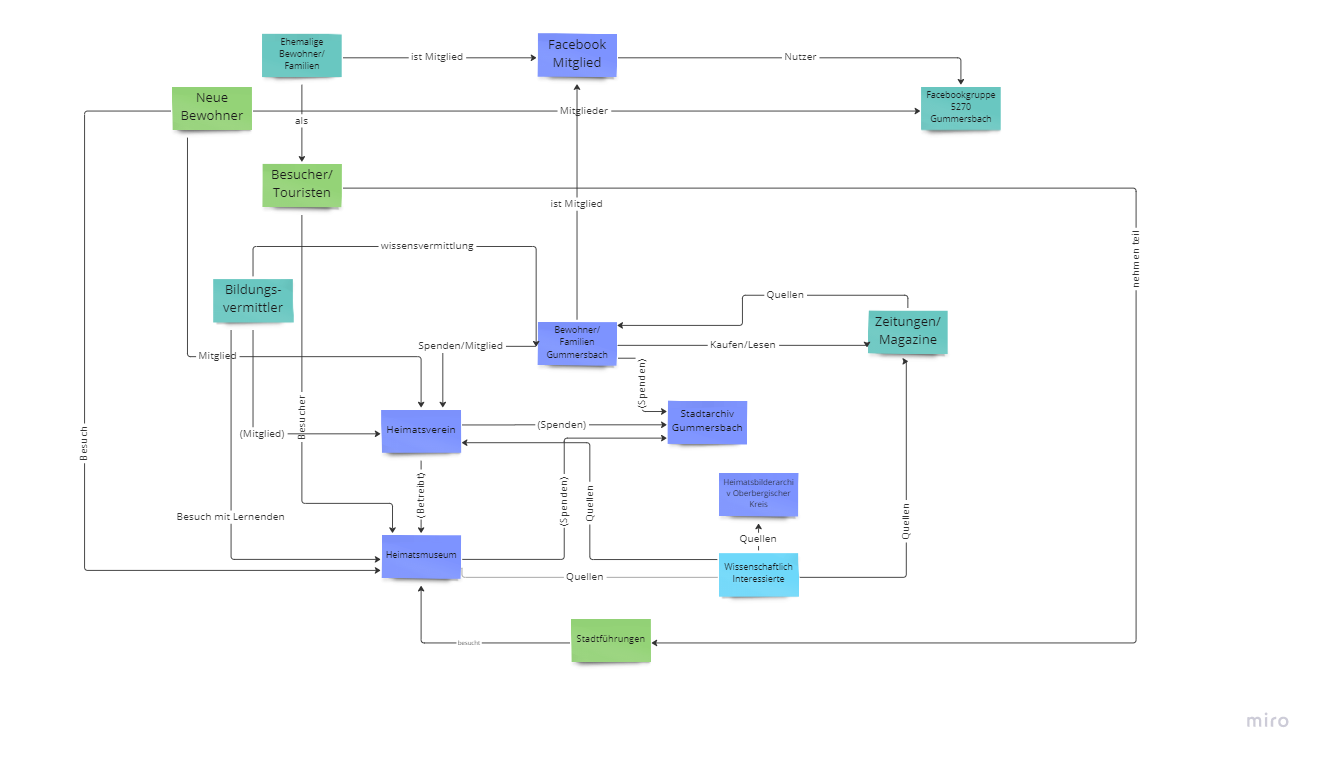 Ehemalige
Bewohner/
Familien
ist Mitglied
Facebook
Mitglied
Nutzer
Neue
Bewohner
als
Mitglieder
Facebookgruppe
5270
Gummersbach
Besucher/
Touristen
ist Mitglied
nehmen teil
wissensvermittlung
Bildungs-
vermittler
Quellen
Zeitungen/
Magazine
Bewohner/
Familien
Gummersbach
Spenden/Mitglied
Kaufen/Lesen
Mitglied
(Spenden)
Besucher
Besuch
(Mitglied)
Heimatsverein
(Spenden)
Stadtarchiv
Gummersbach
(Betreibt)
(Spenden)
Quellen
Heimatsbilderarchi
v Oberbergischer
Kreis
Quellen
Besuch mit Lernenden
Quellen
Heimatsmuseum
Quellen
Wissenschaftlich
Interessierte
besucht
Stadtführungen
miro